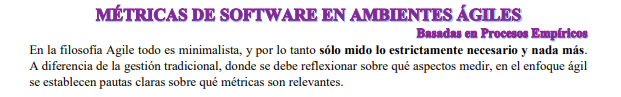 MÉTRICAS DE SOFTWARE EN AMBIENTES ÁGILES
Basadas en Procesos Empíricos
En la filosofía Agile todo es minimalista, y por lo tanto sólo mido lo estrictamente necesario y nada más.
A diferencia de la gestión tradicional, donde se debe reflexionar sobre qué aspectos medir, en el enfoque ágil
se establecen pautas claras sobre qué métricas son relevantes.